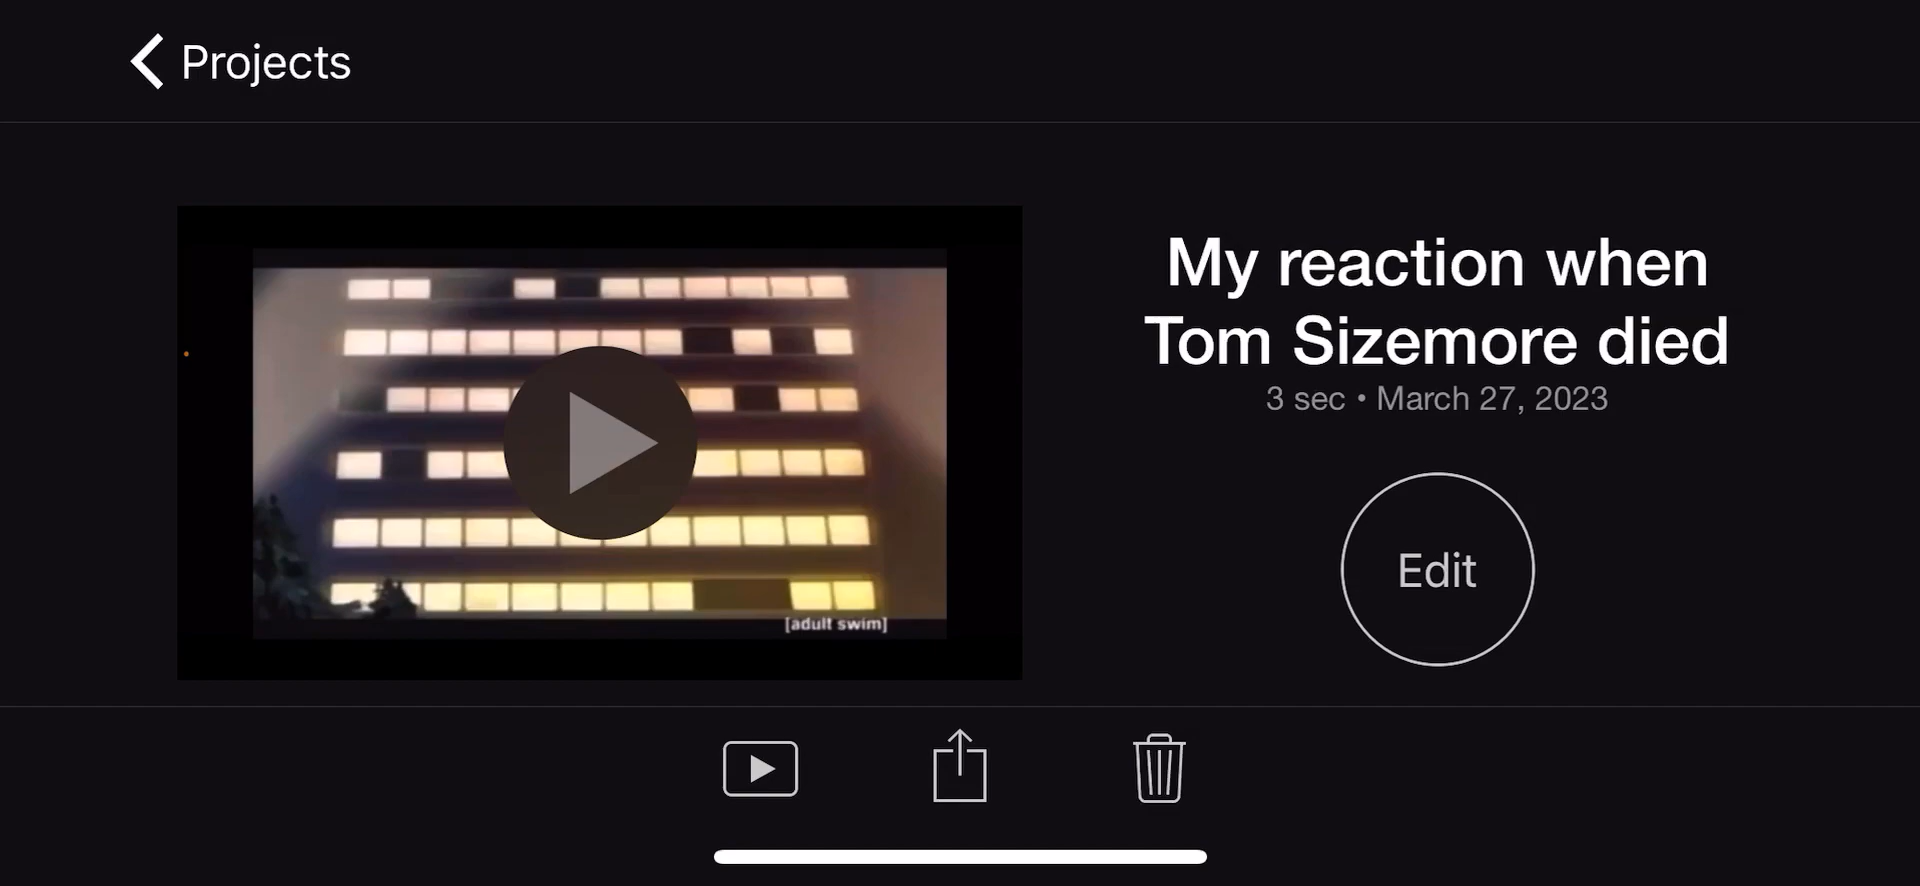 Projects
My reaction when
Tom Sizemore died
3 sec • March 27, 2023
Edit
[adult swim]